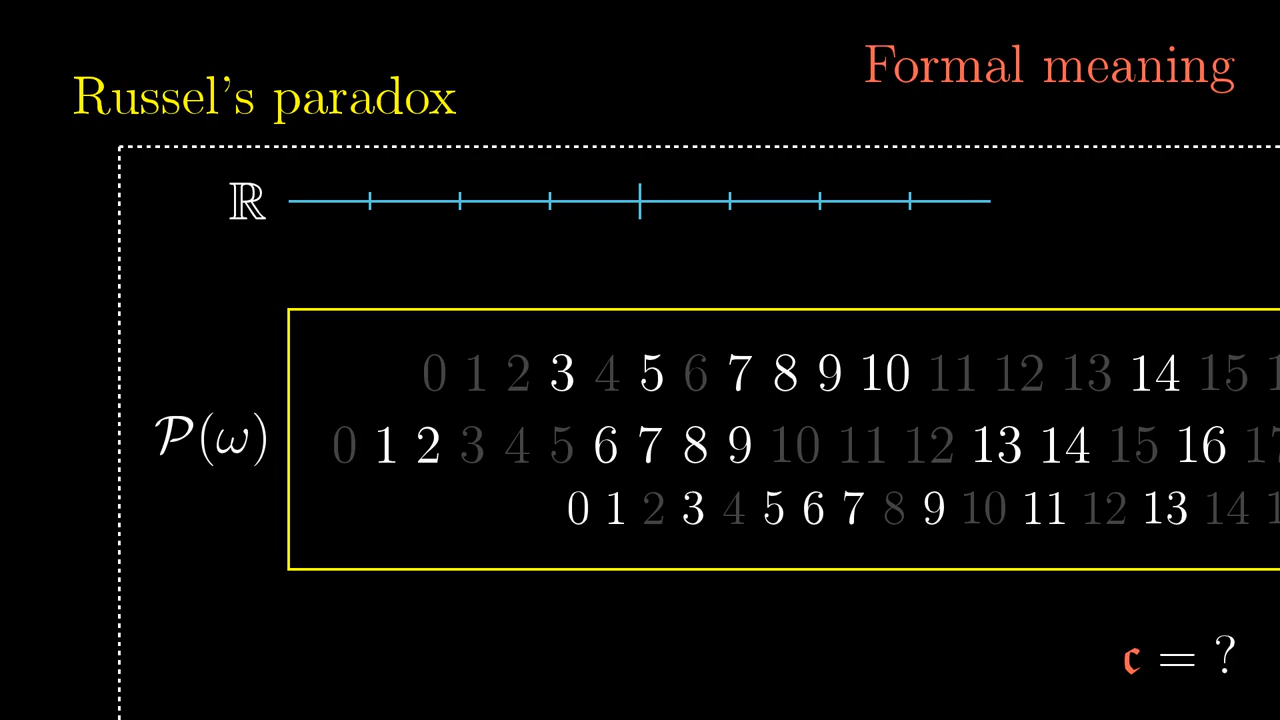 Formal meaning
Russel's paradox
ℝ
0 1 2 3 4 5 6 7 8 9 10 11 12 13 14 15
𝒫(ω)
0 1 2 3 4 5 6 7 8 9 10 11 12 13 14 15 16
0 1 2 3 4 5 6 7 8 9 10 11 12 13 14
𝔠 = ?